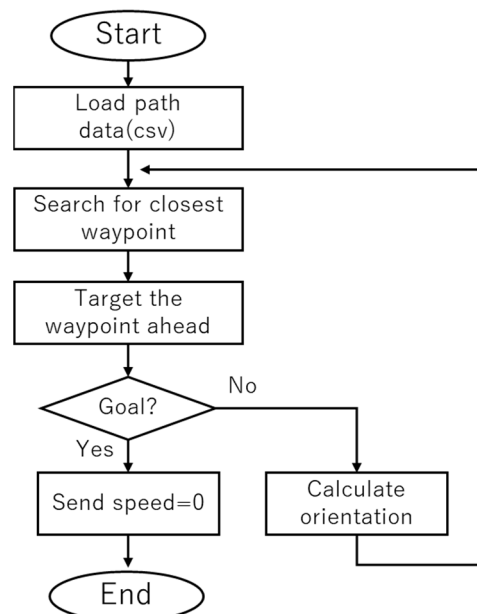 Start
Load path
data(csv)
Search for closest
waypoint
Target the
waypoint ahead
Goal?
No
Yes
Send speed=0
Calculate
orientation
End